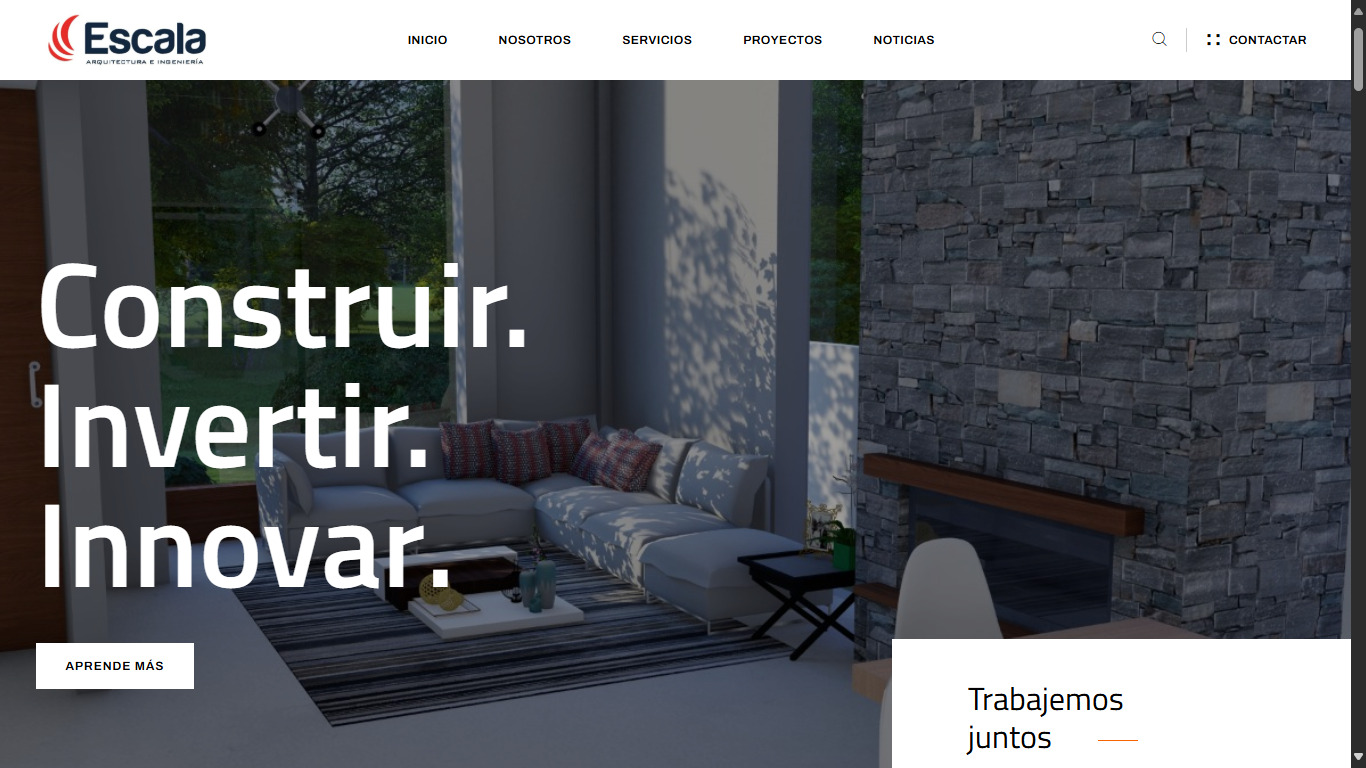 Escala
ARQUITECTURA E INGENIERÍA
INICIO
NOSOTROS
SERVICIOS
PROYECTOS
NOTICIAS
CONTACTAR
Construir.
Invertir.
Innovar.
APRENDE MÁS
Trabajemos
juntos